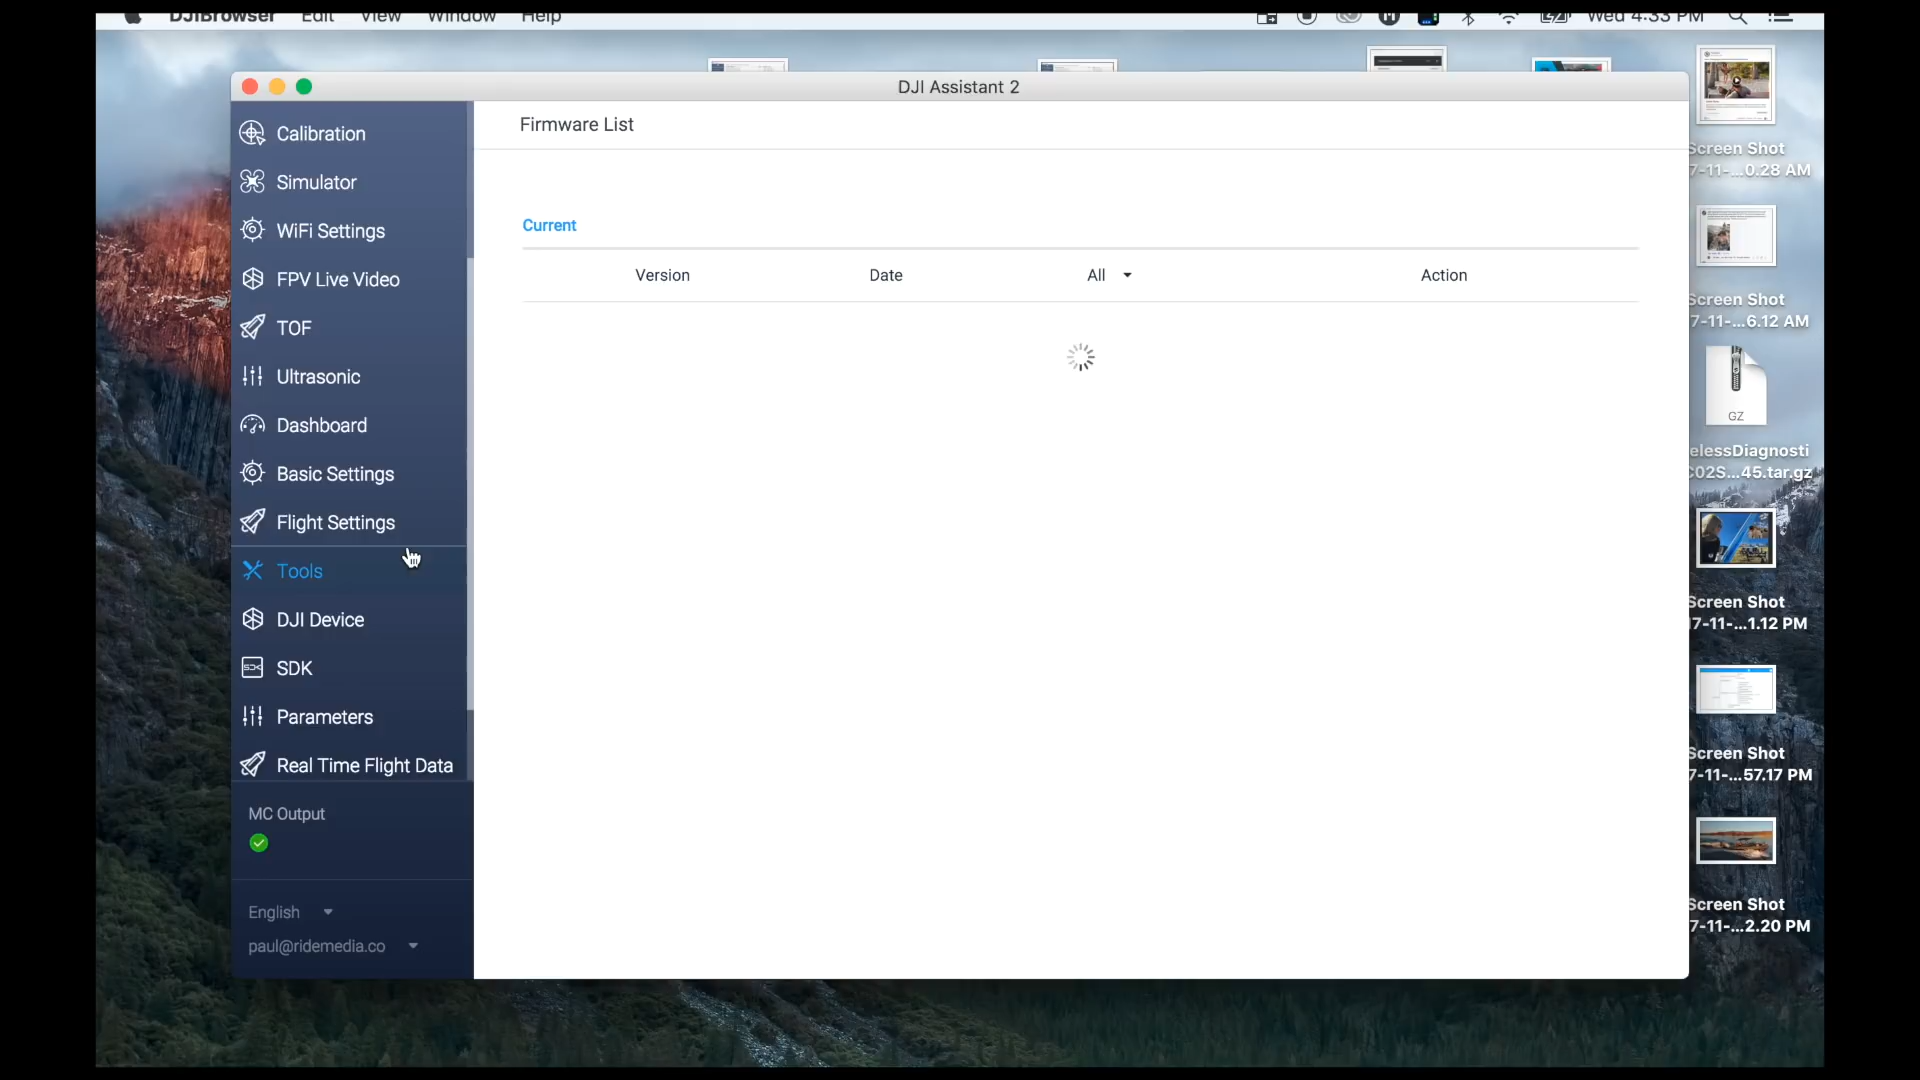 DJIBrowser Edit View Window Help
Wed 4:33 PM
DJI Assistant 2
Firmware List
Current
Version Date All Action
Calibration
Simulator
WiFi Settings
FPV Live Video
TOF
Ultrasonic
Dashboard
Basic Settings
Flight Settings
Tools
DJI Device
SDK
Parameters
Real Time Flight Data
MC Output
English
paul@ridemedia.co
Screen Shot
7-11-...0.28 AM
Screen Shot
7-11-...6.12 AM
GZ
elessDiagnosti
C02S...45.tar.gz
Screen Shot
17-11-...1.12 PM
Screen Shot
7-11-...57.17 PM
Screen Shot
7-11-...2.20 PM